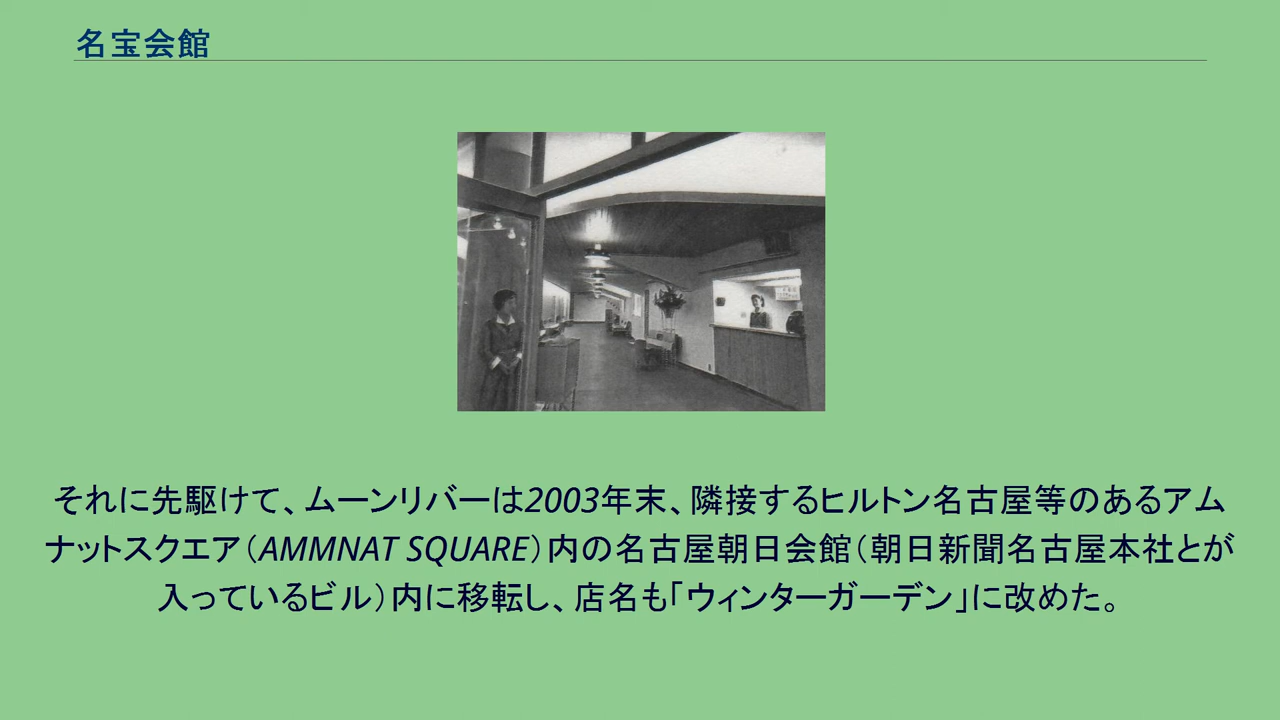 名宝会館
それに先駆けて、ムーンリバーは2003年末、隣接するヒルトン名古屋等のあるアム
ナットスクエア（AMMNAT SQUARE）内の名古屋朝日会館（朝日新聞名古屋本社とが
入っているビル）内に移転し、店名も「ウィンターガーデン」に改めた。